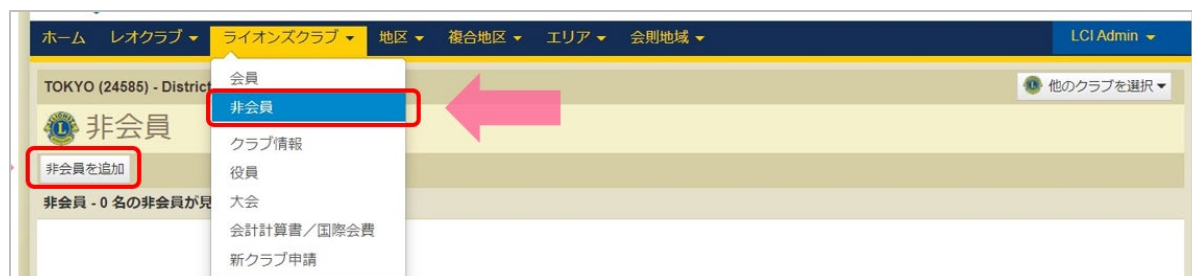 ホーム レオクラブ ライオンズクラブ 地区 複合地区 エリア 会則地域 LCI Admin
TOKYO (24585) - District 他のクラブを選択
会員
非会員
非会員
クラブ情報
非会員を追加
役員
非会員 - 0 名の非会員が見
大会
会計計算書／国際会費
新クラブ申請